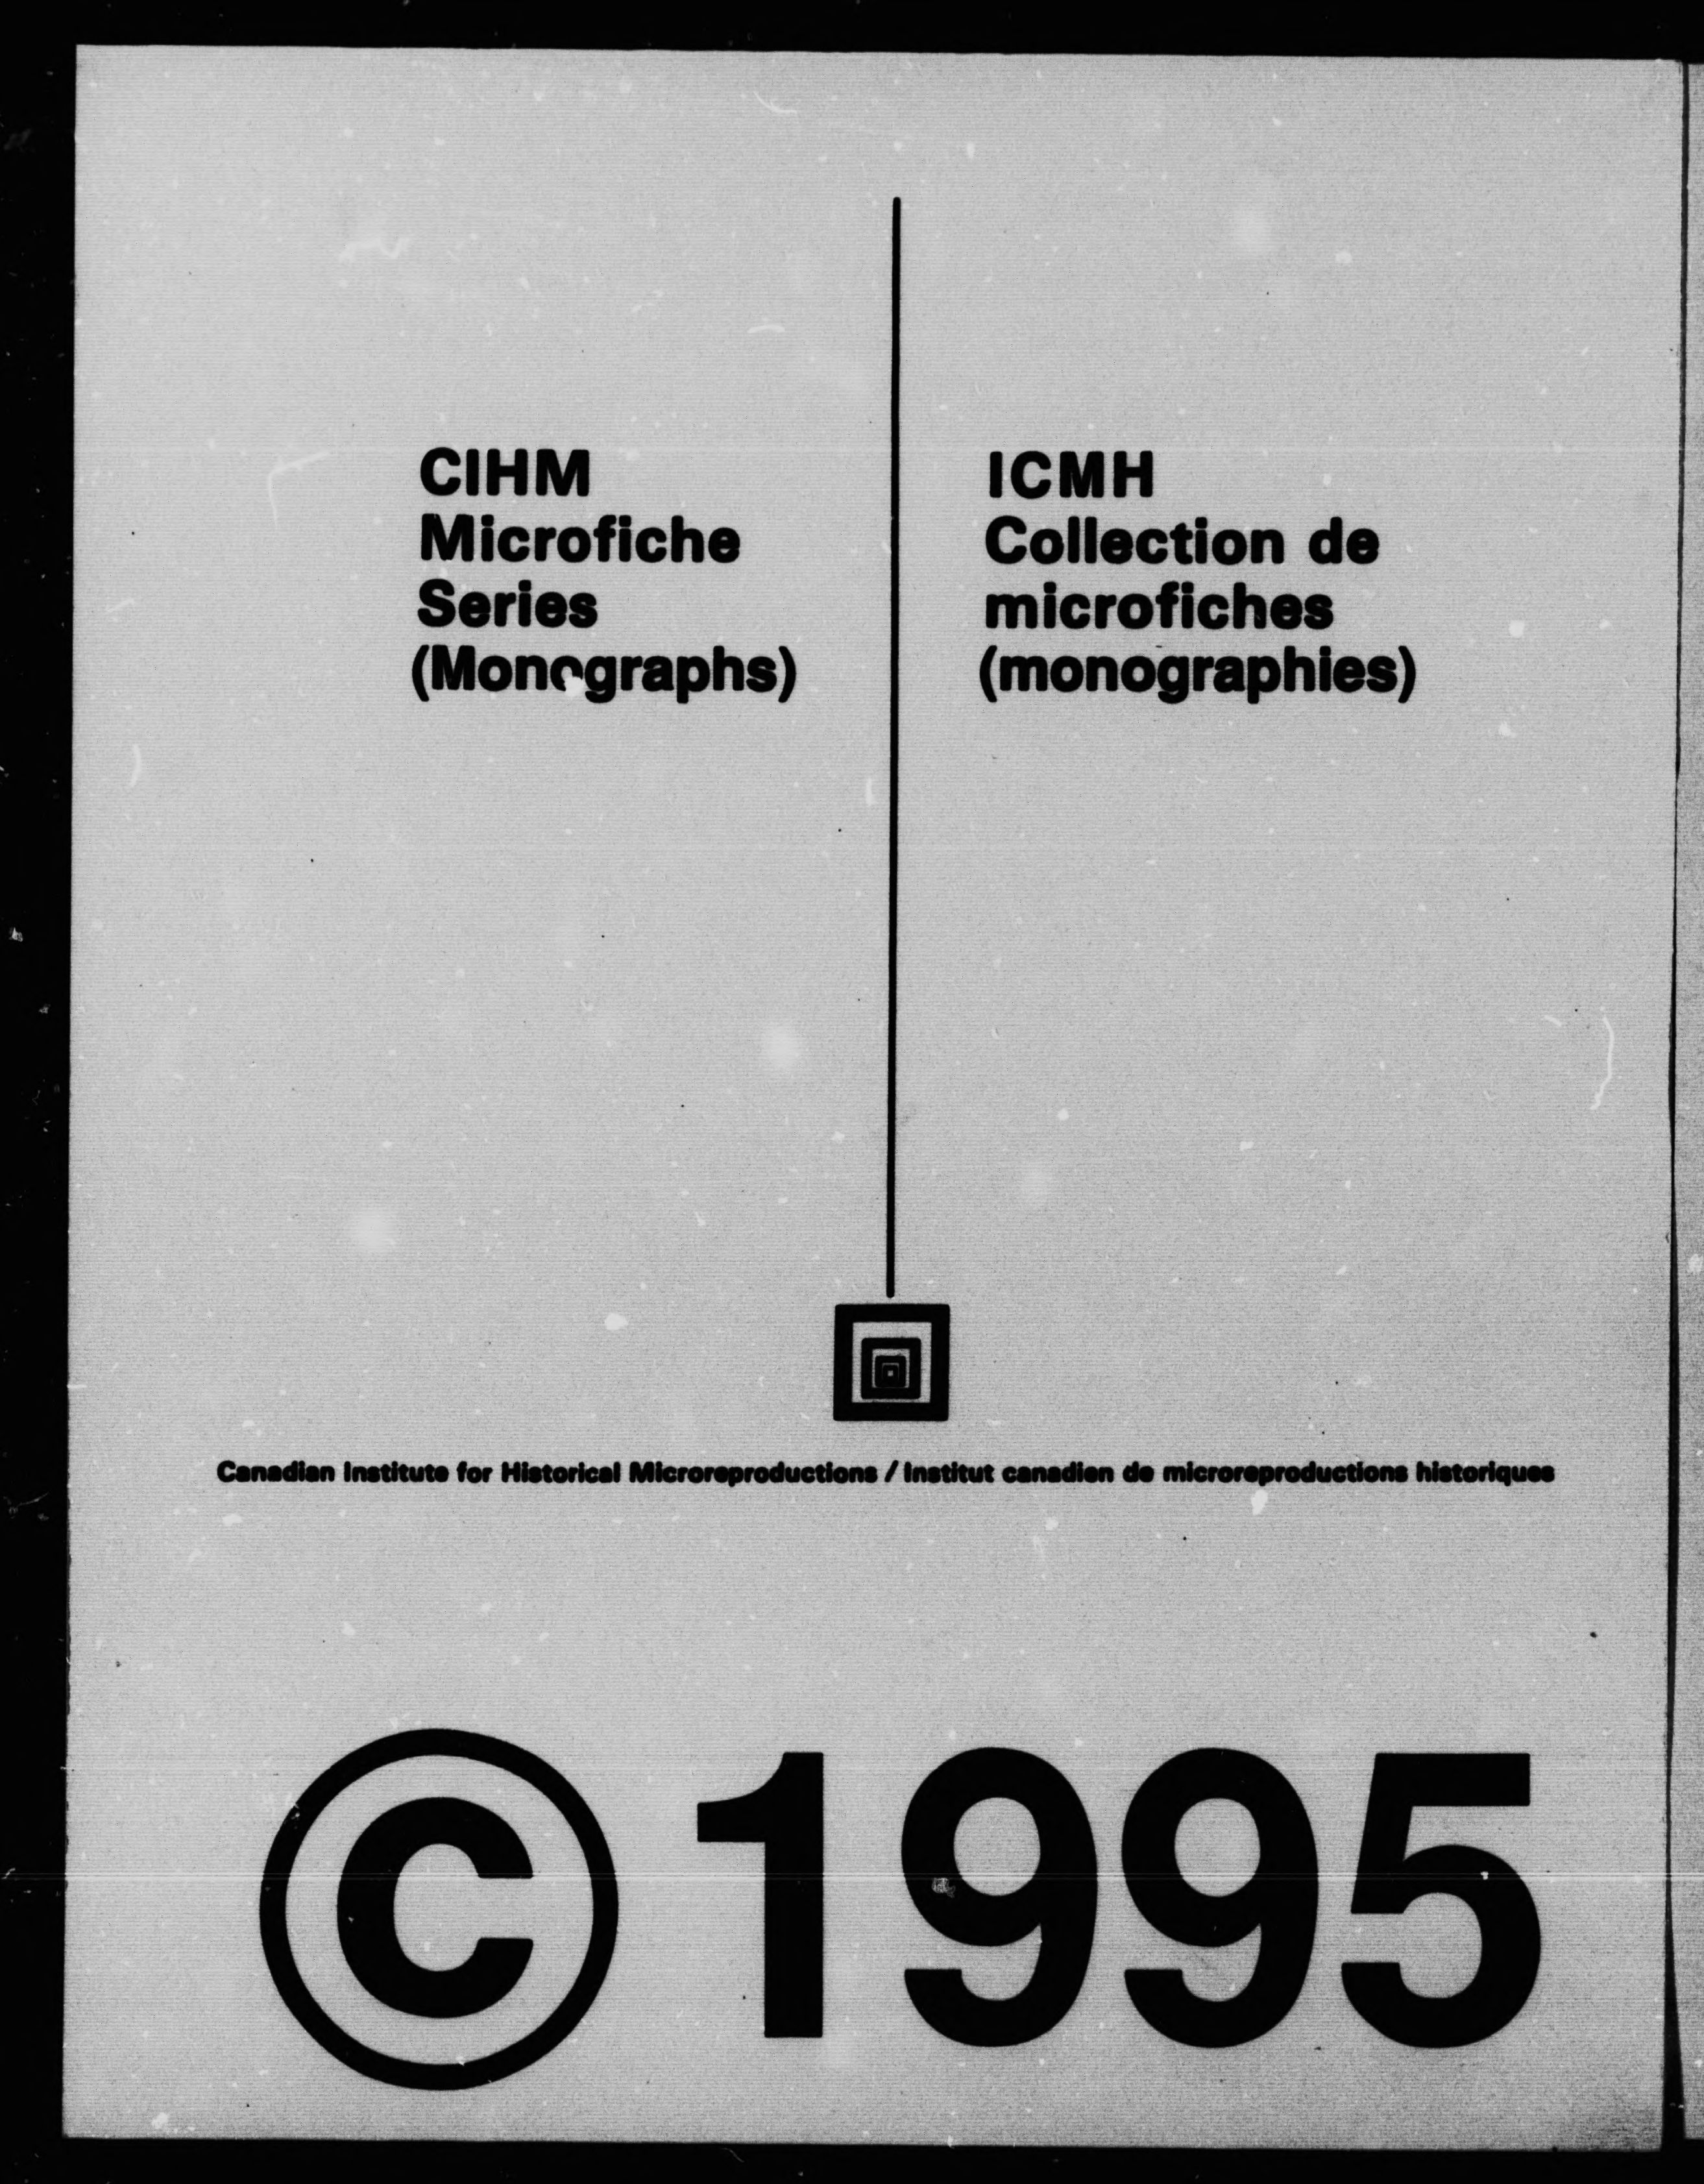 CIHM
Microfiche
Series
(Monographs)
ICMH
Collection de
microfiches
(monographies)
Canadian Institute for Historical Microreproductions / Institut canadien de microreproductions historiques
© 1995